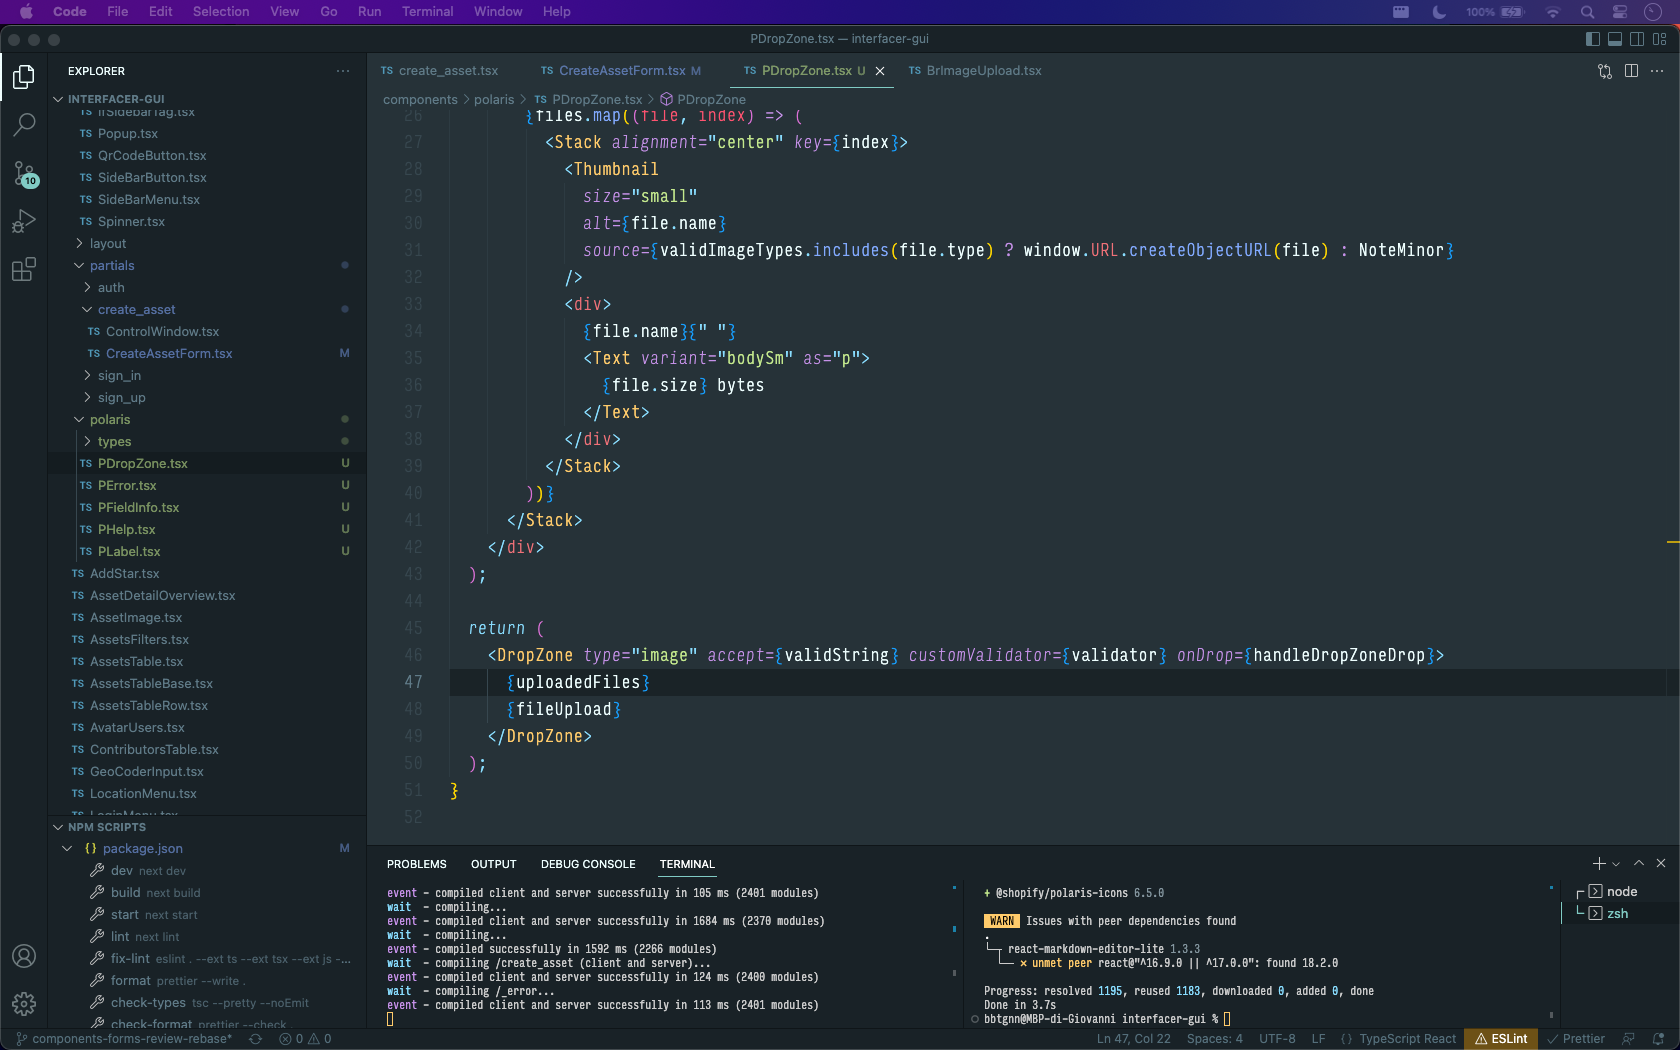 Code File Edit Selection View Go Run Terminal Window Help 100%
PDropZone.tsx — interfacer-gui
EXPLORER
INTERFACER-GUI
IfSidebarTag.tsx
TS Popup.tsx
TS QrCodeButton.tsx
TS SideBarButton.tsx
TS SideBarMenu.tsx
TS Spinner.tsx
layout
partials
auth
create_asset
TS ControlWindow.tsx
TS CreateAssetForm.tsx M
sign_in
sign_up
polaris
types
TS PDropZone.tsx U
TS PError.tsx U
TS PFieldInfo.tsx U
TS PHelp.tsx U
TS PLabel.tsx U
TS AddStar.tsx
TS AssetDetailOverview.tsx
TS AssetImage.tsx
TS AssetsFilters.tsx
TS AssetsTable.tsx
TS AssetsTableBase.tsx
TS AssetsTableRow.tsx
TS AvatarUsers.tsx
TS ContributorsTable.tsx
TS GeoCoderInput.tsx
TS LocationMenu.tsx
TS LoginMenu.tsx
NPM SCRIPTS
{} package.json M
dev next dev
build next build
start next start
lint next lint
fix-lint eslint . --ext ts --ext tsx --ext js -...
format prettier --write .
check-types tsc --pretty --noEmit
check-format prettier --check
10
TS create_asset.tsx TS CreateAssetForm.tsx M TS PDropZone.tsx U TS BrImageUpload.tsx
components > polaris > TS PDropZone.tsx > PDropZone
26 {files.map((file, index) => (
27 <Stack alignment="center" key={index}>
28 <Thumbnail
29 size="small"
30 alt={file.name}
31 source={validImageTypes.includes(file.type) ? window.URL.createObjectURL(file) : NoteMinor}
32 />
33 <div>
34 {file.name}{" "}
35 <Text variant="bodySm" as="p">
36 {file.size} bytes
37 </Text>
38 </div>
39 </Stack>
40 ))}
41 </Stack>
42 </div>
43 );
44
45 return (
46 <DropZone type="image" accept={validString} customValidator={validator} onDrop={handleDropZoneDrop}>
47 {uploadedFiles}
48 {fileUpload}
49 </DropZone>
50 );
51 }
52
PROBLEMS OUTPUT DEBUG CONSOLE TERMINAL
event - compiled client and server successfully in 105 ms (2401 modules)
wait - compiling...
event - compiled client and server successfully in 1684 ms (2370 modules)
wait - compiling...
event - compiled successfully in 1592 ms (2266 modules)
wait - compiling /create_asset (client and server)...
event - compiled client and server successfully in 124 ms (2400 modules)
wait - compiling /_error...
event - compiled client and server successfully in 113 ms (2401 modules)
+ @shopify/polaris-icons 6.5.0
WARN Issues with peer dependencies found
.
└─┬ react-markdown-editor-lite 1.3.3
└── × unmet peer react@"^16.9.0 || ^17.0.0": found 18.2.0
Progress: resolved 1195, reused 1183, downloaded 0, added 0, done
Done in 3.7s
bbtgnn@MBP-di-Giovanni interfacer-gui %
node
zsh
components-forms-review-rebase* 0 0 Ln 47, Col 22 Spaces: 4 UTF-8 LF {} TypeScript React ESLint Prettier